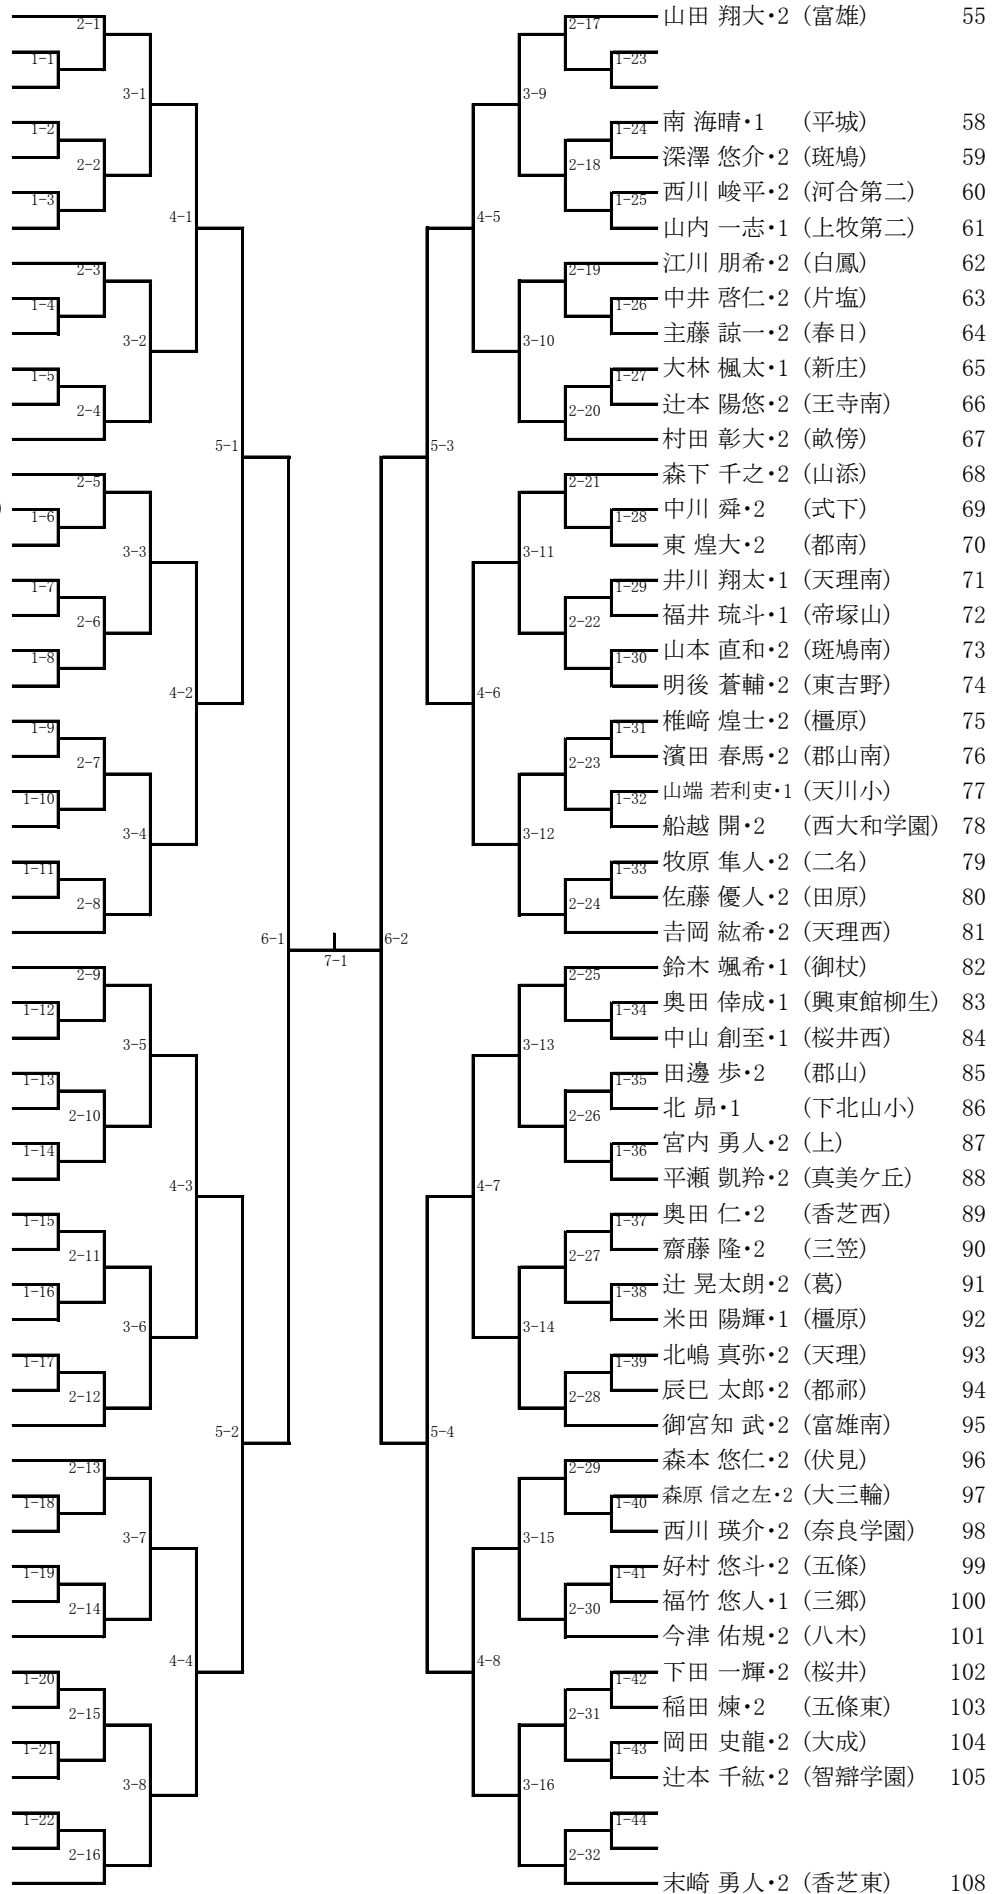 2-1
1-1
3-1
1-2
2-2
1-3
4-1
2-3
1-4
3-2
1-5
2-4
5-1
2-5
)
1-6
3-3
1-7
2-6
1-8
4-2
1-9
2-7
1-10
3-4
1-11
2-8
6-1
2-9
1-12
3-5
1-13
2-10
1-14
4-3
1-15
2-11
1-16
3-6
1-17
2-12
5-2
2-13
1-18
3-7
1-19
2-14
4-4
1-20
2-15
1-21
3-8
1-22
2-16
7-1
6-2
5-3
5-4
4-5
4-6
4-7
4-8
3-9
3-10
3-11
3-12
3-13
3-14
3-15
3-16
2-17
2-18
2-19
2-20
2-21
2-22
2-23
2-24
2-25
2-26
2-27
2-28
2-29
2-30
2-31
2-32
1-23
1-24
1-25
1-26
1-27
1-28
1-29
1-30
1-31
1-32
1-33
1-34
1-35
1-36
1-37
1-38
1-39
1-40
1-41
1-42
1-43
1-44
山田 翔大・2 (富雄) 55
南 海晴・1 (平城) 58
深澤 悠介・2 (斑鳩) 59
西川 峻平・2 (河合第二) 60
山内 一志・1 (上牧第二) 61
江川 朋希・2 (白鳳) 62
中井 啓仁・2 (片塩) 63
主藤 諒一・2 (春日) 64
大林 楓太・1 (新庄) 65
辻本 陽悠・2 (王寺南) 66
村田 彰大・2 (畝傍) 67
森下 千之・2 (山添) 68
中川 舜・2 (式下) 69
東 煌大・2 (都南) 70
井川 翔太・1 (天理南) 71
福井 琉斗・1 (帝塚山) 72
山本 直和・2 (斑鳩南) 73
明後 蒼輔・2 (東吉野) 74
椎﨑 煌士・2 (橿原) 75
濱田 春馬・2 (郡山南) 76
山端 若利吏・1 (天川小) 77
船越 開・2 (西大和学園) 78
牧原 隼人・2 (二名) 79
佐藤 優人・2 (田原) 80
吉岡 紘希・2 (天理西) 81
鈴木 颯希・1 (御杖) 82
奥田 倖成・1 (興東館柳生) 83
中山 創至・1 (桜井西) 84
田邊 歩・2 (郡山) 85
北 昴・1 (下北山小) 86
宮内 勇人・2 (上) 87
平瀬 凱羚・2 (真美ケ丘) 88
奥田 仁・2 (香芝西) 89
齋藤 隆・2 (三笠) 90
辻 晃太朗・2 (葛) 91
米田 陽輝・1 (橿原) 92
北嶋 真弥・2 (天理) 93
辰巳 太郎・2 (都祁) 94
御宮知 武・2 (富雄南) 95
森本 悠仁・2 (伏見) 96
森原 信之左・2 (大三輪) 97
西川 瑛介・2 (奈良学園) 98
好村 悠斗・2 (五條) 99
福竹 悠人・1 (三郷) 100
今津 佑規・2 (八木) 101
下田 一輝・2 (桜井) 102
稲田 煉・2 (五條東) 103
岡田 史龍・2 (大成) 104
辻本 千紘・2 (智辯学園) 105
末崎 勇人・2 (香芝東) 108